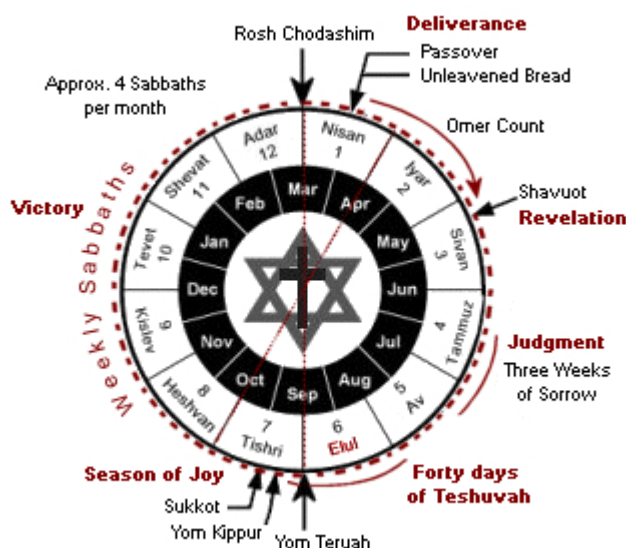 Deliverance
Rosh Chodashim
Passover
Unleavened Bread
Approx. 4 Sabbaths
per month
Omer Count
Shavuot
Revelation
Victory
Weekly Sabbaths
Judgment
Three Weeks
of Sorrow
Forty days
of Teshuvah
Season of Joy
Sukkot
Yom Kippur
Yom Teruah
Nisan
1
Iyar
2
Sivan
3
Tammuz
4
Av
5
Elul
6
Tishri
7
Heshvan
8
Kislev
9
Tevet
10
Shevat
11
Adar
12
Mar
Apr
May
Jun
Jul
Aug
Sep
Oct
Nov
Dec
Jan
Feb